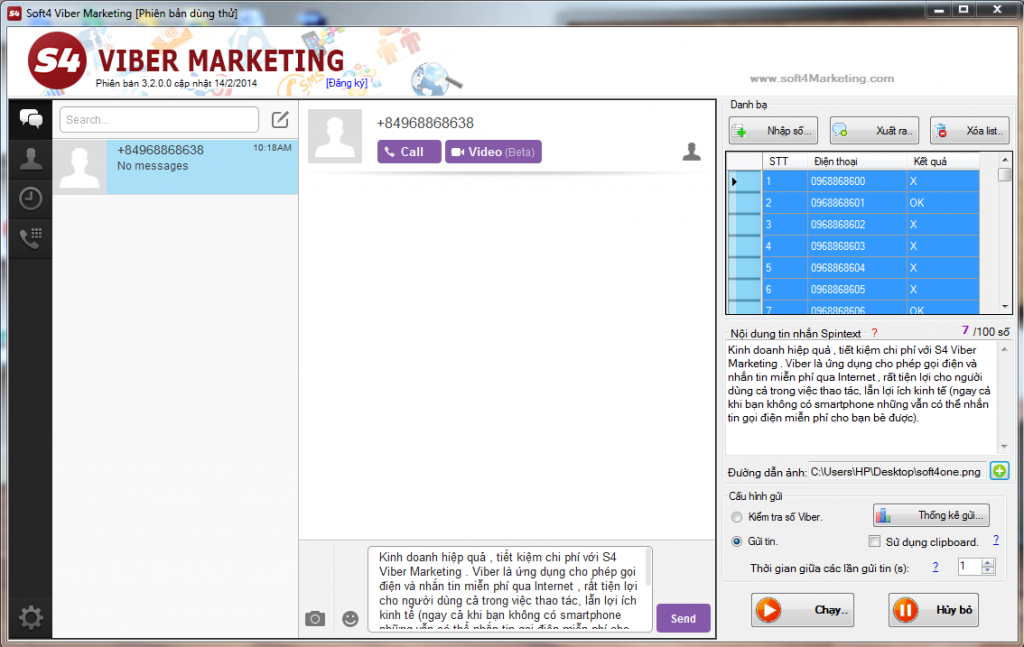 Soft4 Viber Marketing [Phiên bản dùng thử]
S4 VIBER MARKETING
Phiên bản 3.2.0.0 cập nhật 14/2/2014
[Đăng ký]
www.soft4Marketing.com
Search...
+84968868638
10:18AM
No messages
+84968868638
Call
Video (Beta)
Kinh doanh hiệp quả , tiết kiệm chi phí với S4
Viber Marketing . Viber là ứng dụng cho phép gọi
điện và nhắn tin miễn phí qua Internet , rất tiện lợi
cho người dùng cả trong việc thao tác, lẫn lợi ích
kinh tế (ngay cả khi bạn không có smartphone
những vẫn có thể nhắn tin gọi điện miễn phí cho
Send
Danh bạ
Nhập số...
Xuất ra..
Xóa list..
STT Điện thoại Kết quả
1 0968868600 X
2 0968868601 OK
3 0968868602 X
4 0968868603 X
5 0968868604 X
6 0968868605 X
7 0968868606 OK
Nội dung tin nhắn Spintext ?
7 /100 số
Kinh doanh hiệp quả , tiết kiệm chi phí với S4 Viber
Marketing . Viber là ứng dụng cho phép gọi điện và
nhắn tin miễn phí qua Internet , rất tiện lợi cho người
dùng cả trong việc thao tác, lẫn lợi ích kinh tế (ngay cả
khi bạn không có smartphone những vẫn có thể nhắn
tin gọi điện miễn phí cho bạn bè được).
Đường dẫn ảnh: C:\Users\HP\Desktop\soft4one.png
Cấu hình gửi
Kiểm tra số Viber.
Thống kê gửi...
Gửi tin.
Sử dụng clipboard. ?
Thời gian giữa các lần gửi tin (s): ? 1
Chạy..
Hủy bỏ